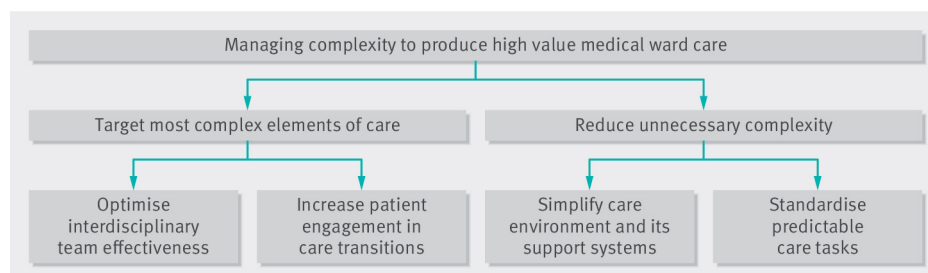 Managing complexity to produce high value medical ward care
Target most complex elements of care
Reduce unnecessary complexity
Optimise
interdisciplinary
team effectiveness
Increase patient
engagement in
care transitions
Simplify care
environment and its
support systems
Standardise
predictable
care tasks